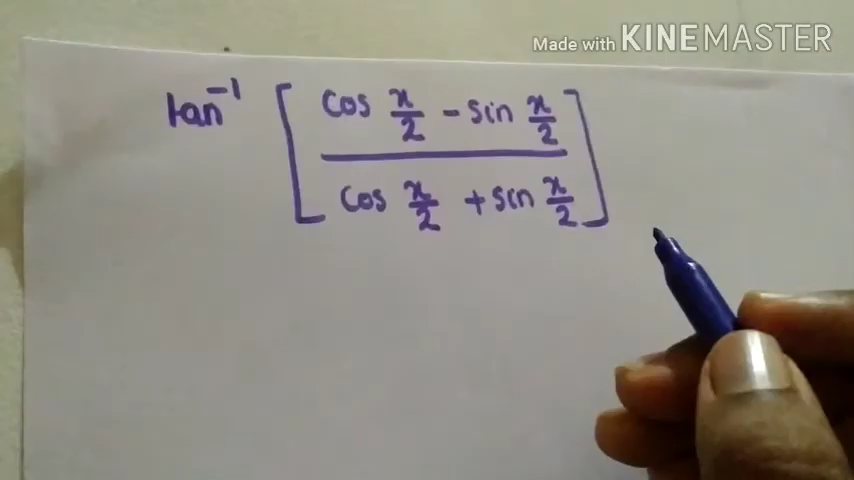 Made with KINEMASTER
tan⁻¹ [ cos x/2 - sin x/2
cos x/2 + sin x/2 ]